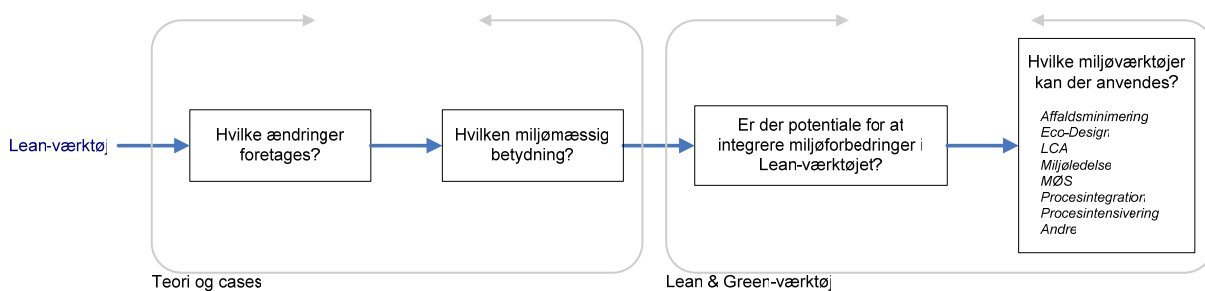 Lean-værktøj
Hvilke ændringer
foretages?
Hvilken miljømæssig
betydning?
Er der potentiale for at
integrere miljøforbedringer i
Lean-værktøjet?
Hvilke miljøværktøjer
kan der anvendes?
Affaldsminimering
Eco-Design
LCA
Miljøledelse
MØS
Procesintegration
Procesintensivering
Andre
Teori og cases
Lean & Green-værktøj